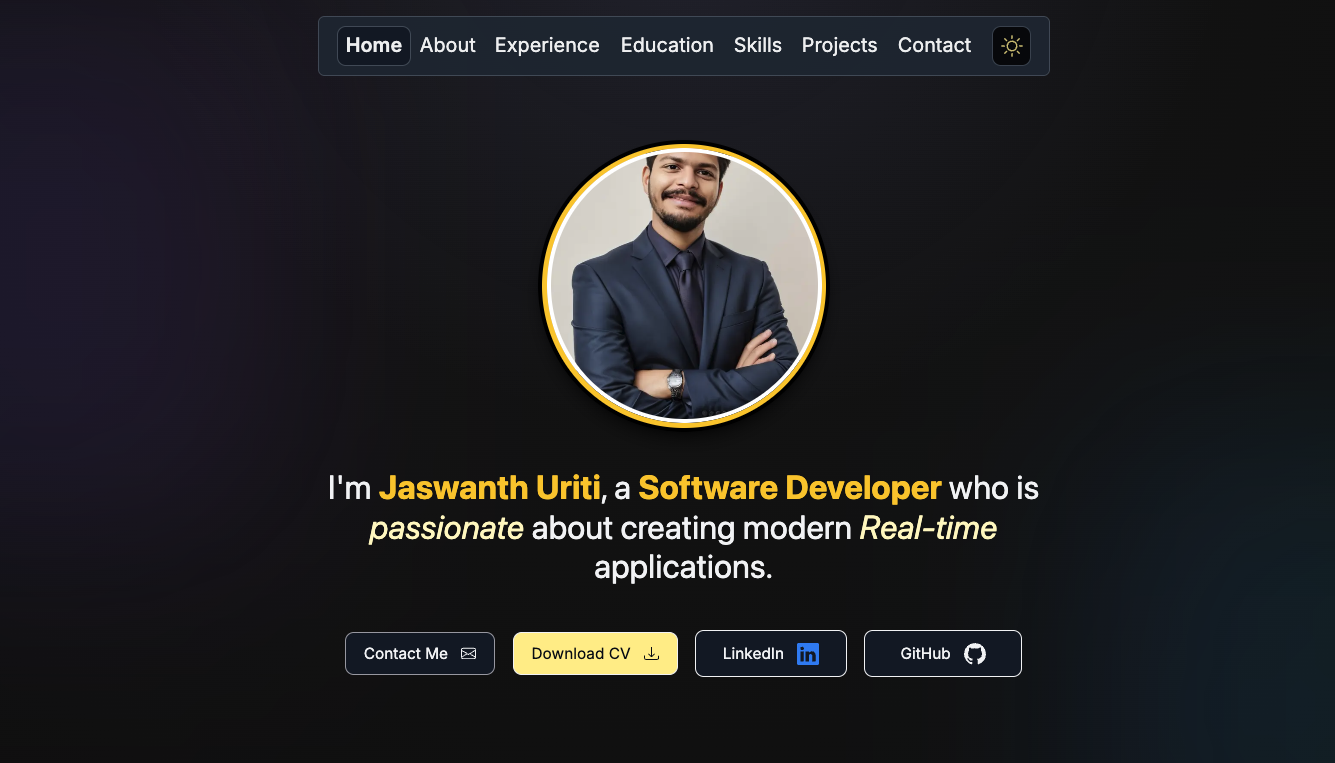 Home About Experience Education Skills Projects Contact
I'm Jaswanth Uriti, a Software Developer who is
passionate about creating modern Real-time
applications.
Contact Me Download CV LinkedIn in GitHub